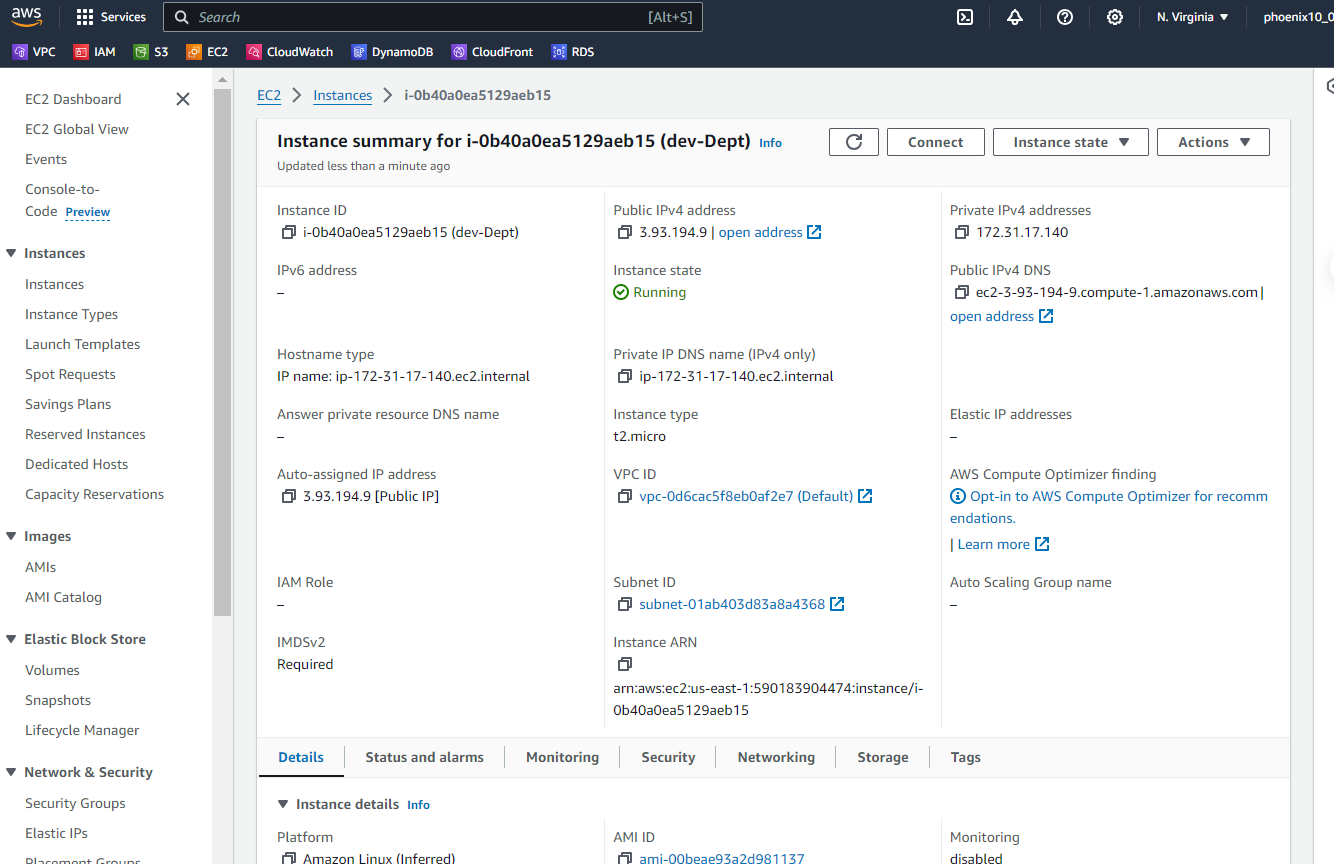 aws
Services
Search
[Alt+S]
N. Virginia
phoenix10_0
VPC
IAM
S3
EC2
CloudWatch
DynamoDB
CloudFront
RDS
EC2 Dashboard
EC2 Global View
Events
Console-to-
Code Preview
Instances
Instances
Instance Types
Launch Templates
Spot Requests
Savings Plans
Reserved Instances
Dedicated Hosts
Capacity Reservations
Images
AMIs
AMI Catalog
Elastic Block Store
Volumes
Snapshots
Lifecycle Manager
Network & Security
Security Groups
Elastic IPs
Placement Groups
EC2 > Instances > i-0b40a0ea5129aeb15
Instance summary for i-0b40a0ea5129aeb15 (dev-Dept) Info
Updated less than a minute ago
Connect
Instance state
Actions
Instance ID
i-0b40a0ea5129aeb15 (dev-Dept)
Public IPv4 address
3.93.194.9 | open address
Private IPv4 addresses
172.31.17.140
IPv6 address
–
Instance state
Running
Public IPv4 DNS
ec2-3-93-194-9.compute-1.amazonaws.com |
open address
Hostname type
IP name: ip-172-31-17-140.ec2.internal
Private IP DNS name (IPv4 only)
ip-172-31-17-140.ec2.internal
Answer private resource DNS name
–
Instance type
t2.micro
Elastic IP addresses
–
Auto-assigned IP address
3.93.194.9 [Public IP]
VPC ID
vpc-0d6cac5f8eb0af2e7 (Default)
AWS Compute Optimizer finding
Opt-in to AWS Compute Optimizer for recomm
endations.
| Learn more
IAM Role
–
Subnet ID
subnet-01ab403d83a8a4368
Auto Scaling Group name
–
IMDSv2
Required
Instance ARN
arn:aws:ec2:us-east-1:590183904474:instance/i-
0b40a0ea5129aeb15
Details
Status and alarms
Monitoring
Security
Networking
Storage
Tags
Instance details Info
Platform
Amazon Linux (Inferred)
AMI ID
ami-00beae93a2d981137
Monitoring
disabled